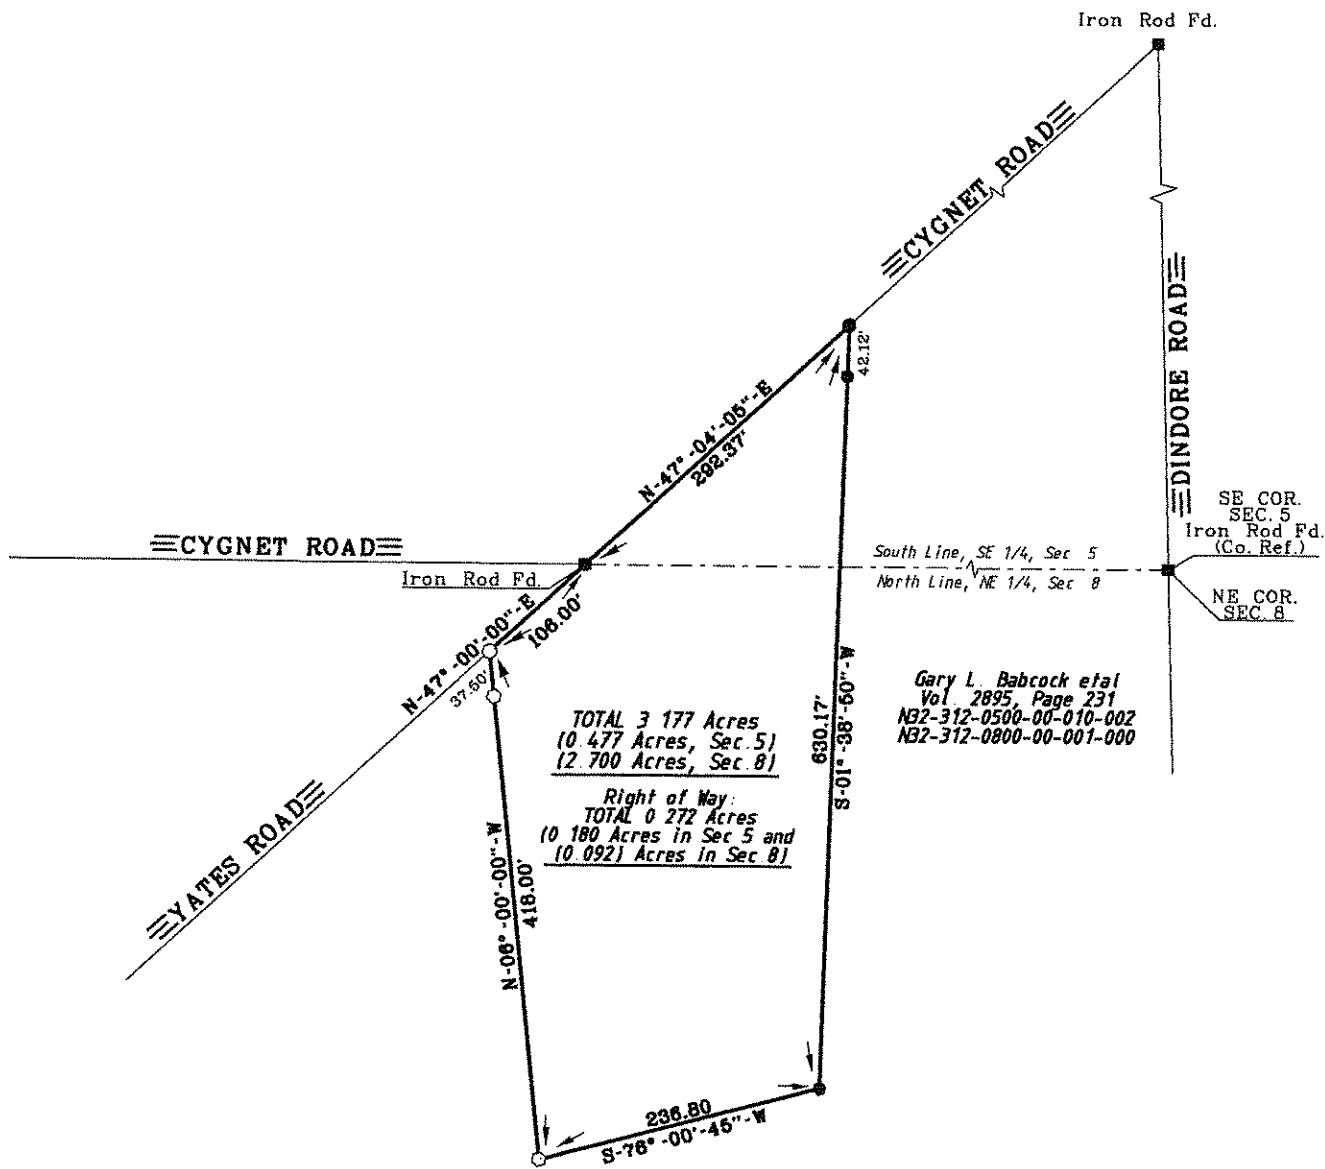 Iron Rod Fd.
CYGNET ROAD
42.12'
N-47°-04'-05"-E
292.37'
DINDORE ROAD
SE COR.
SEC. 5
Iron Rod Fd.
(Co. Ref.)
CYGNET ROAD
South Line, SE 1/4, Sec 5
North Line, NE 1/4, Sec 8
Iron Rod Fd.
NE COR.
SEC. 8
106.00'
N-47°-00'-00"-E
37.50'
Gary L. Babcock etal
Vol. 2895, Page 231
N32-312-0500-00-010-002
N32-312-0800-00-001-000
TOTAL 3 177 Acres
(0.477 Acres, Sec. 5)
(2.700 Acres, Sec. 8)
630.17'
S-01°-38'-50"-W
Right of Way:
TOTAL 0 272 Acres
(0 180 Acres in Sec 5 and
(0.092) Acres in Sec. 8)
YATES ROAD
N-06°-00'-00"-W
418.00'
236.80
S-76°-00'-45"-W